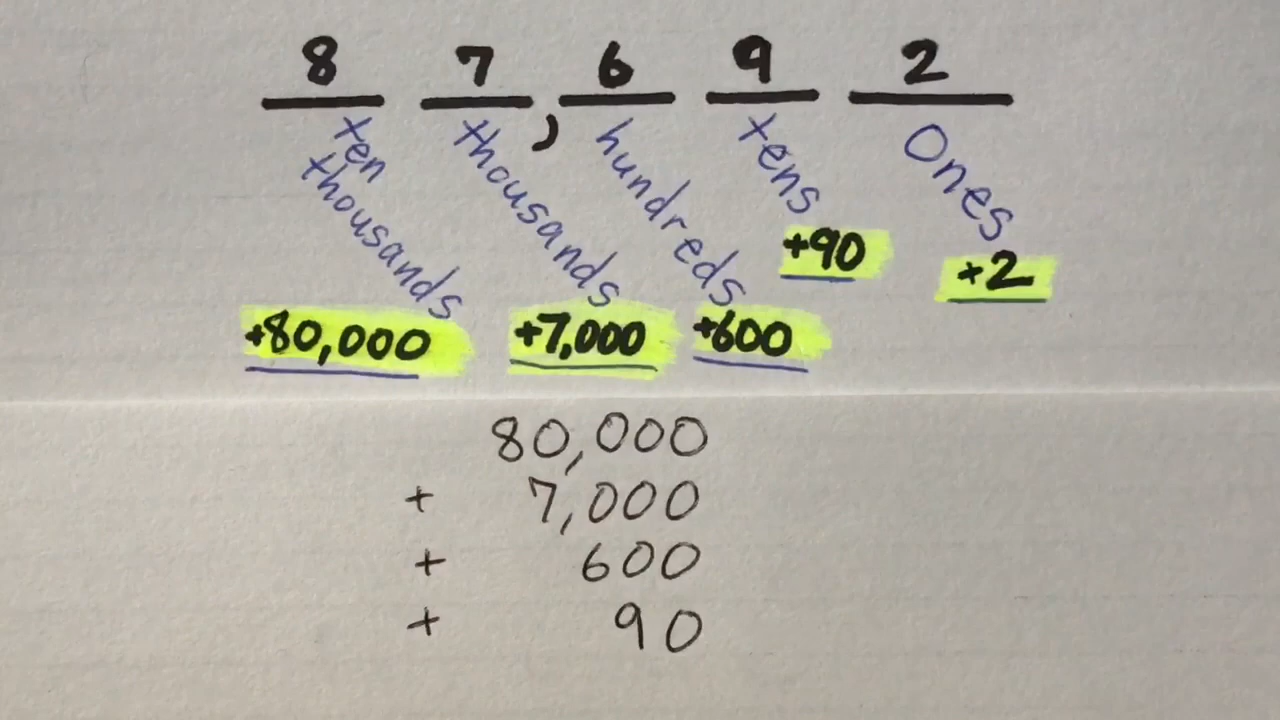 8 7, 6 9 2
ten thousands thousands hundreds tens Ones
+90 +2
+80,000 +7,000 +600
80,000
+ 7,000
+ 600
+ 90